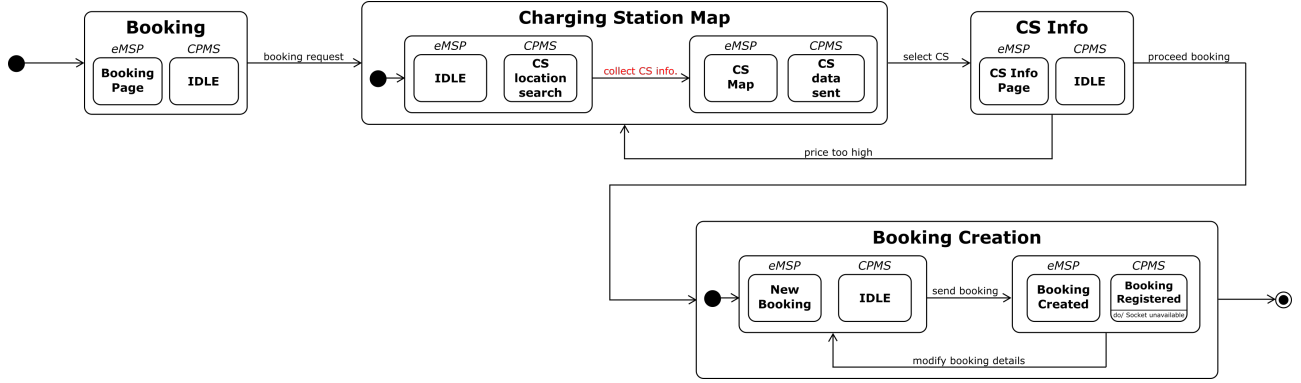 Booking
eMSP CPMS
Booking
Page
IDLE
booking request
Charging Station Map
eMSP CPMS
IDLE
CS
location
search
collect CS info.
eMSP CPMS
CS
Map
CS
data
sent
select CS
CS Info
eMSP CPMS
CS Info
Page
IDLE
proceed booking
price too high
Booking Creation
eMSP CPMS
New
Booking
IDLE
send booking
eMSP CPMS
Booking
Created
Booking
Registered
do/ Socket unavailable
modify booking details